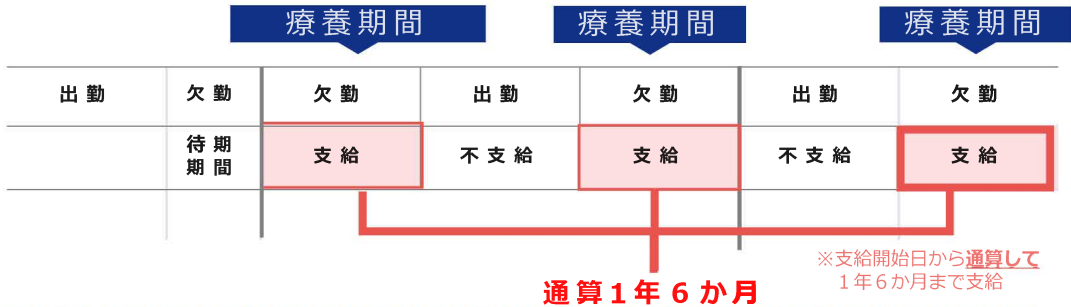 療養期間 療養期間 療養期間
出勤 欠勤 欠勤 出勤 欠勤 出勤 欠勤
待期
期間 支給 不支給 支給 不支給 支給
※支給開始日から通算して
1年6か月まで支給
通算1年6か月